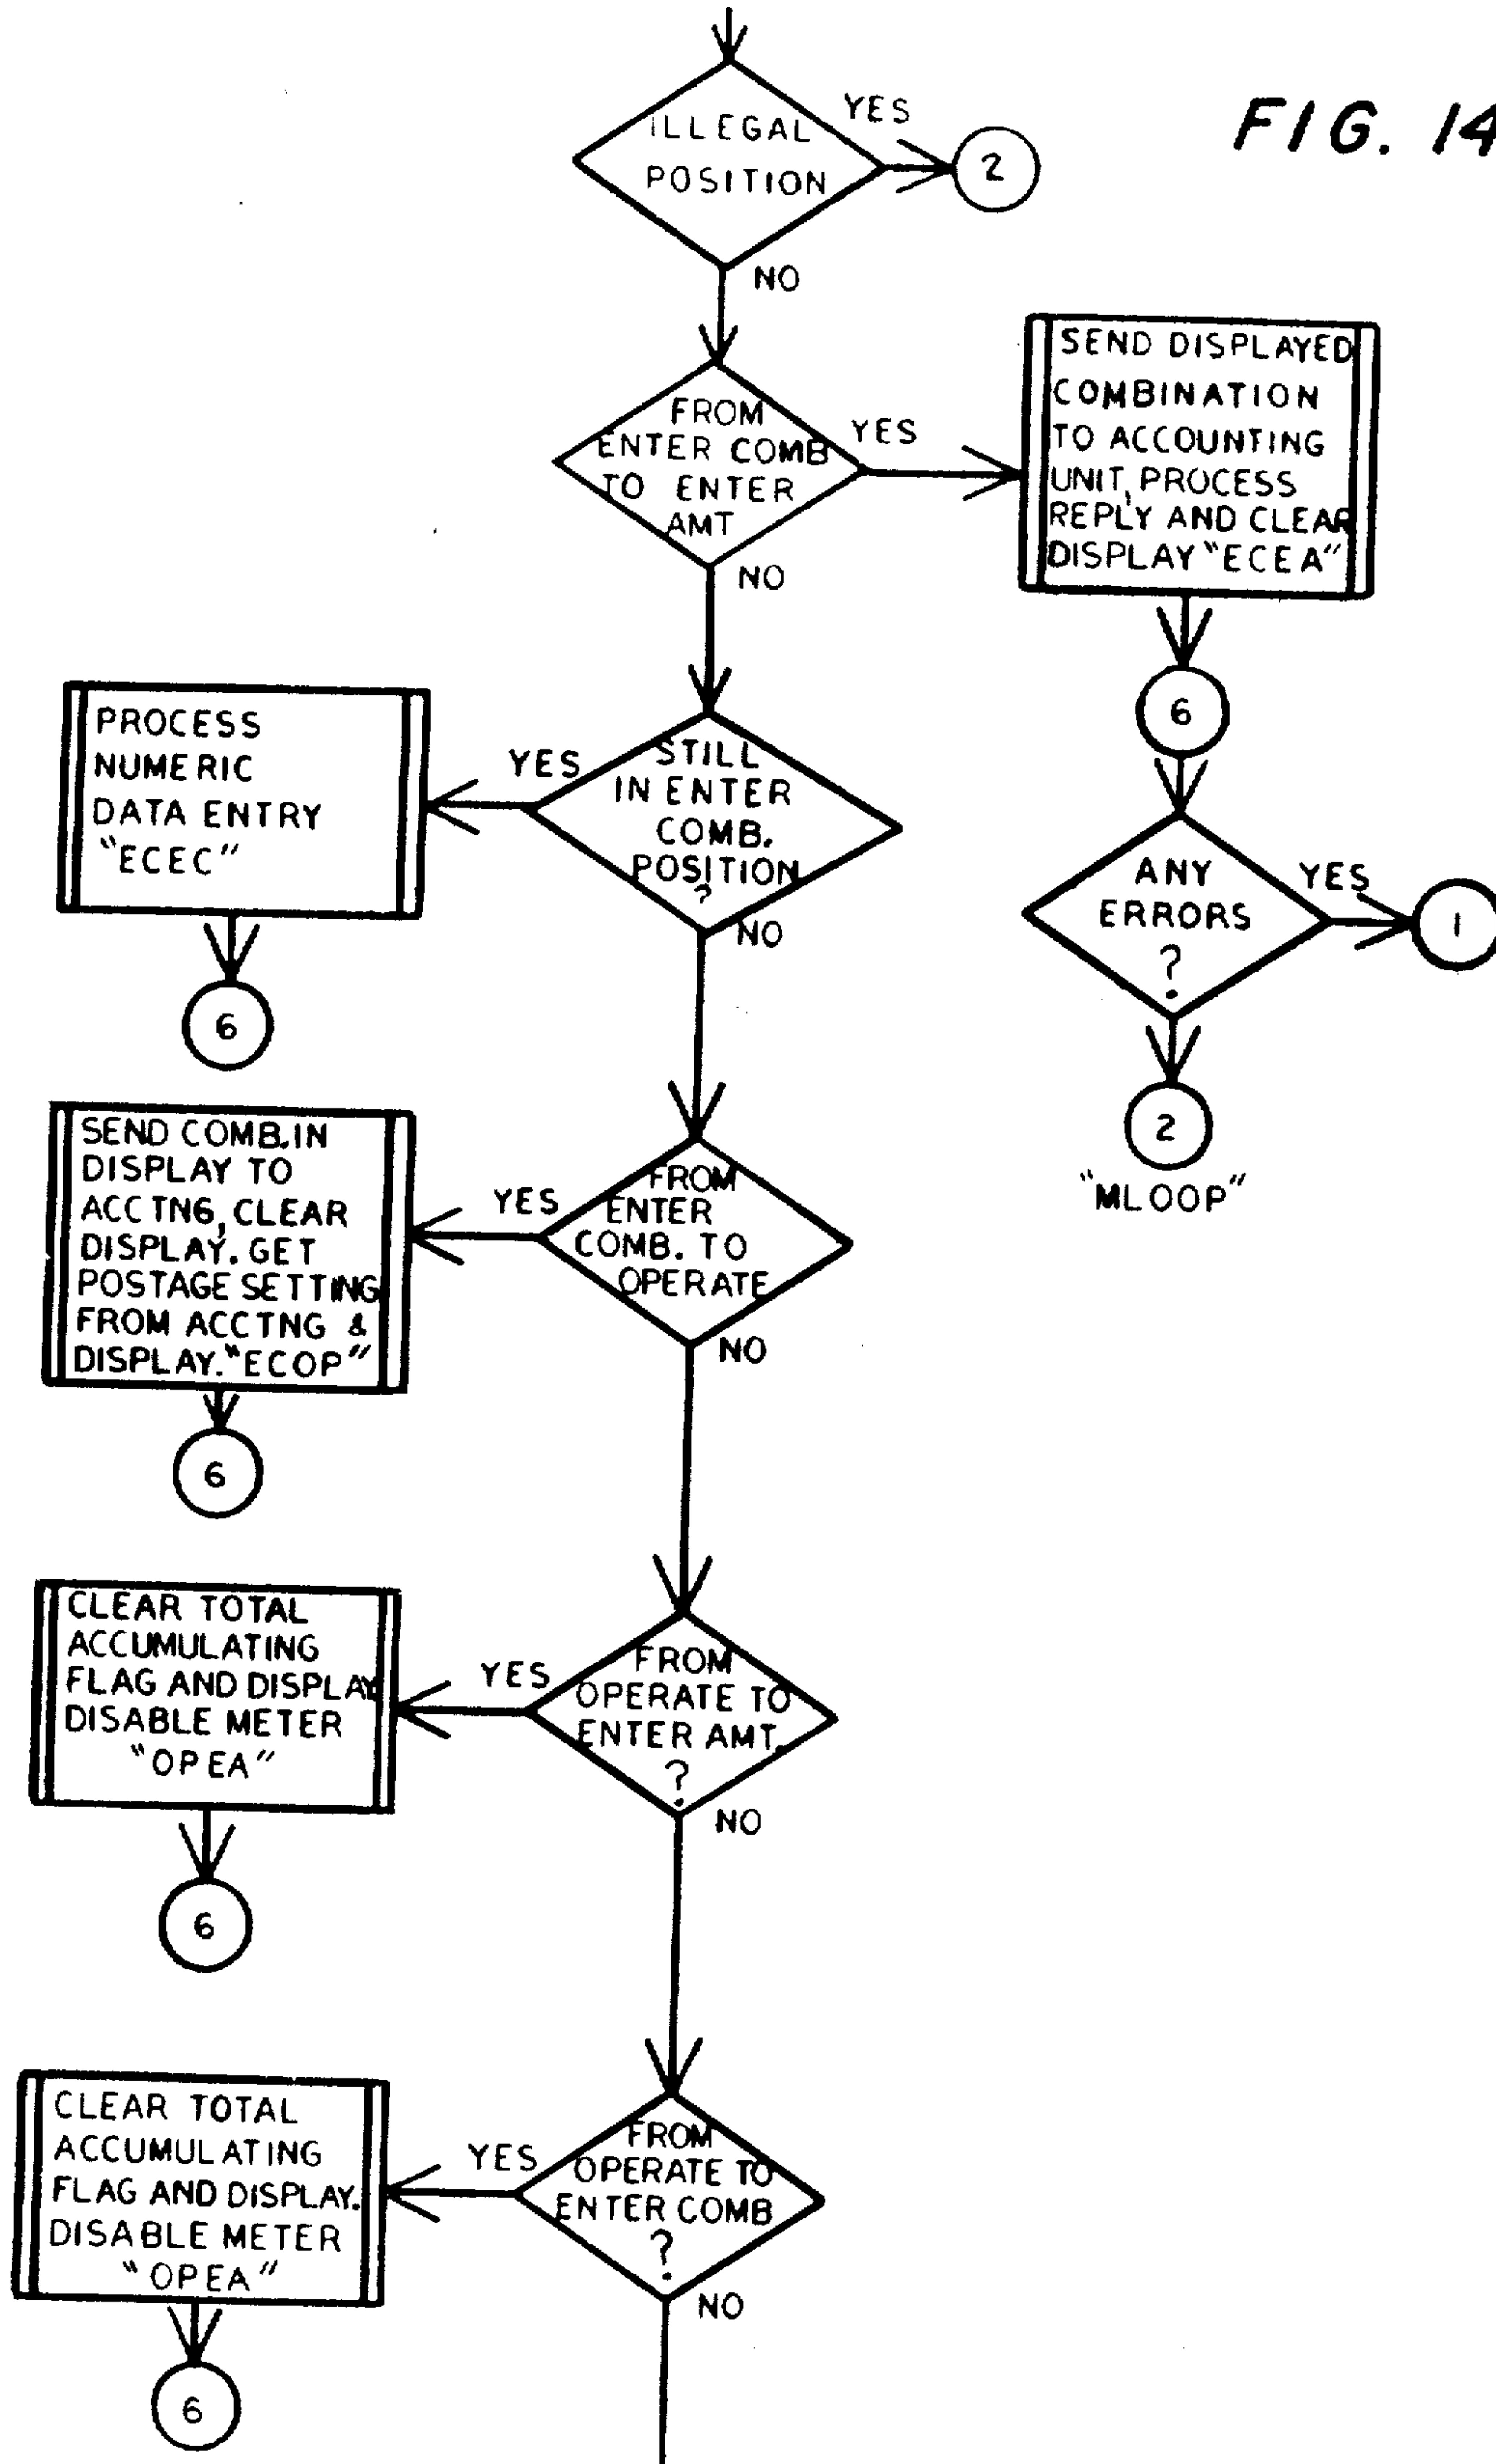 FIG. 14
ILLEGAL
POSITION
YES
2
NO
FROM
ENTER COMB
TO ENTER
AMT
YES
NO
SEND DISPLAYED
COMBINATION
TO ACCOUNTING
UNIT, PROCESS
REPLY AND CLEAR
DISPLAY "ECEA"
6
ANY
ERRORS
?
YES
1
2
"MLOOP"
STILL
IN ENTER
COMB.
POSITION
?
YES
NO
PROCESS
NUMERIC
DATA ENTRY
"ECEC"
6
FROM
ENTER
COMB. TO
OPERATE
YES
NO
SEND COMB.IN
DISPLAY TO
ACCTNG, CLEAR
DISPLAY. GET
POSTAGE SETTING
FROM ACCTNG &
DISPLAY. "ECOP"
6
FROM
OPERATE TO
ENTER AMT.
?
YES
NO
CLEAR TOTAL
ACCUMULATING
FLAG AND DISPLAY
DISABLE METER
"OPEA"
6
FROM
OPERATE TO
ENTER COMB
?
YES
NO
CLEAR TOTAL
ACCUMULATING
FLAG AND DISPLAY.
DISABLE METER
"OPEA"
6